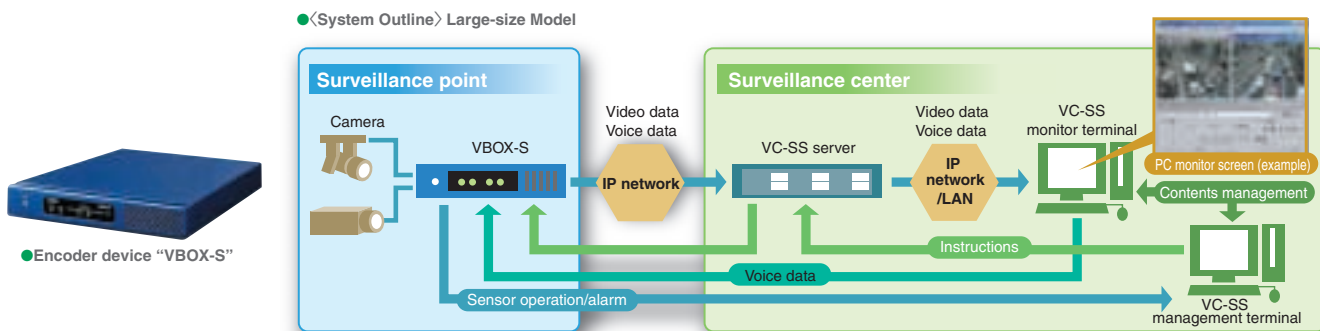 ●〈System Outline〉 Large-size Model
Surveillance point
Surveillance center
Camera
VBOX-S
Video data
Voice data
IP network
VC-SS server
Video data
Voice data
IP
network
/LAN
VC-SS
monitor terminal
PC monitor screen (example)
Contents management
Instructions
Voice data
Sensor operation/alarm
VC-SS
management terminal
●Encoder device “VBOX-S”